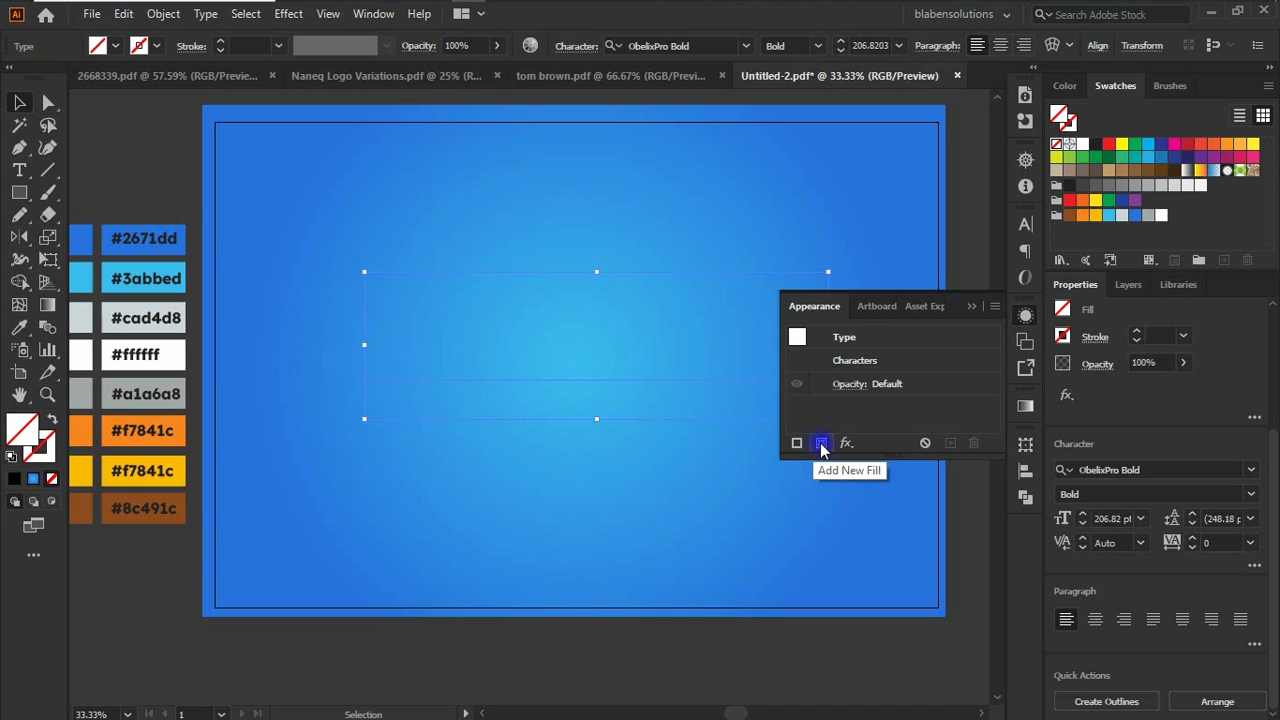 Ai File Edit Object Type Select Effect View Window Help blabensolutions Search Adobe Stock
Type Stroke: Opacity: 100% Character: ObelixPro Bold Bold 206.8203 Paragraph: Align Transform
2668339.pdf @ 57.59% (RGB/Previe... Naneq Logo Variations.pdf @ 25% (R... tom brown.pdf @ 66.67% (RGB/Previ... Untitled-2.pdf* @ 33.33% (RGB/Preview)
Color Swatches Brushes
#2671dd
#3abbed
#cad4d8
#ffffff
#a1a6a8
#f7841c
#f7841c
#8c491c
Appearance Artboard Asset Exp
Type
Characters
Opacity: Default
fx.
Add New Fill
Properties Layers Libraries
Fill
Stroke
Opacity 100%
fx.
Character
ObelixPro Bold
Bold
206.82 pt (248.18 p
Auto 0
Paragraph
Quick Actions
Create Outlines Arrange
33.33% 1 Selection